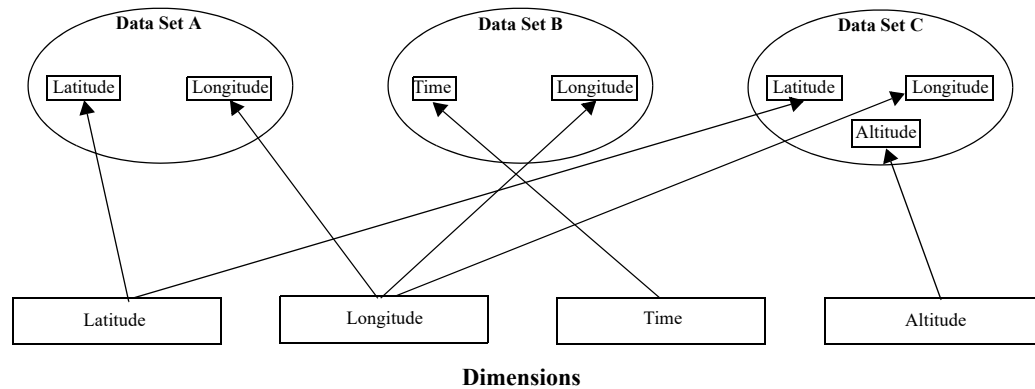 Data Set A
Data Set B
Data Set C
Latitude
Longitude
Time
Longitude
Latitude
Longitude
Altitude
Latitude
Longitude
Time
Altitude
Dimensions